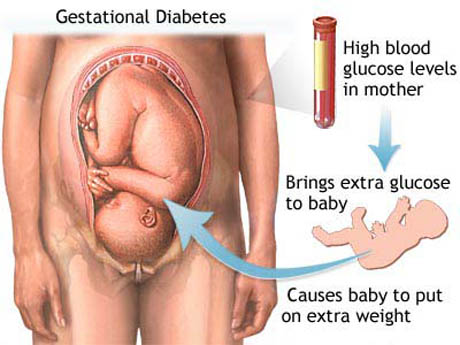 Gestational Diabetes
High blood
glucose levels
in mother
Brings extra glucose
to baby
Causes baby to put
on extra weight